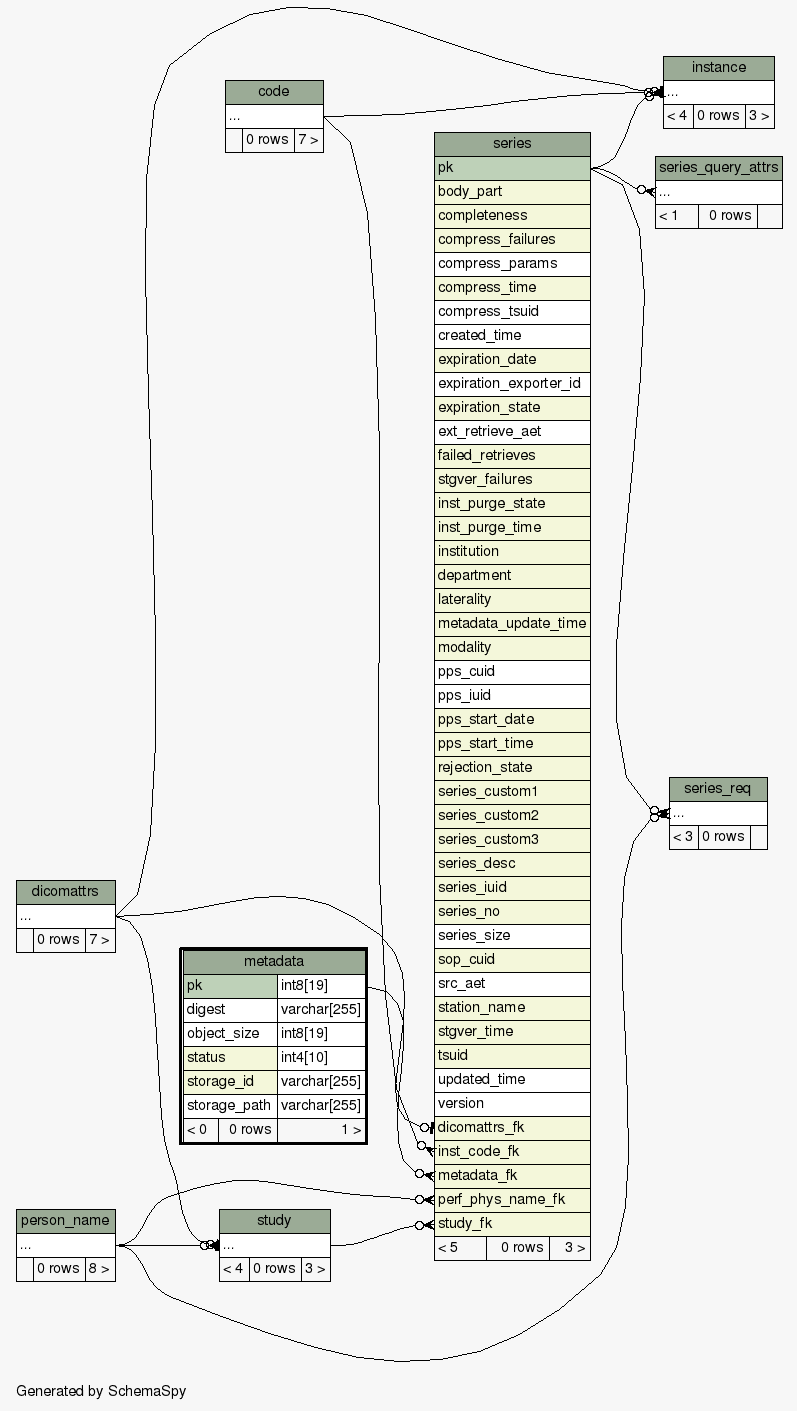 instance
...
< 4 0 rows 3 >
code
...
0 rows 7 >
series_query_attrs
...
< 1 0 rows
series
pk
body_part
completeness
compress_failures
compress_params
compress_time
compress_tsuid
created_time
expiration_date
expiration_exporter_id
expiration_state
ext_retrieve_aet
failed_retrieves
stgver_failures
inst_purge_state
inst_purge_time
institution
department
laterality
metadata_update_time
modality
pps_cuid
pps_iuid
pps_start_date
pps_start_time
rejection_state
series_custom1
series_custom2
series_custom3
series_desc
series_iuid
series_no
series_size
sop_cuid
src_aet
station_name
stgver_time
tsuid
updated_time
version
dicomattrs_fk
inst_code_fk
metadata_fk
perf_phys_name_fk
study_fk
< 5 0 rows 3 >
series_req
...
< 3 0 rows
dicomattrs
...
0 rows 7 >
metadata
pk int8[19]
digest varchar[255]
object_size int8[19]
status int4[10]
storage_id varchar[255]
storage_path varchar[255]
< 0 0 rows 1 >
person_name
...
0 rows 8 >
study
...
< 4 0 rows 3 >
Generated by SchemaSpy